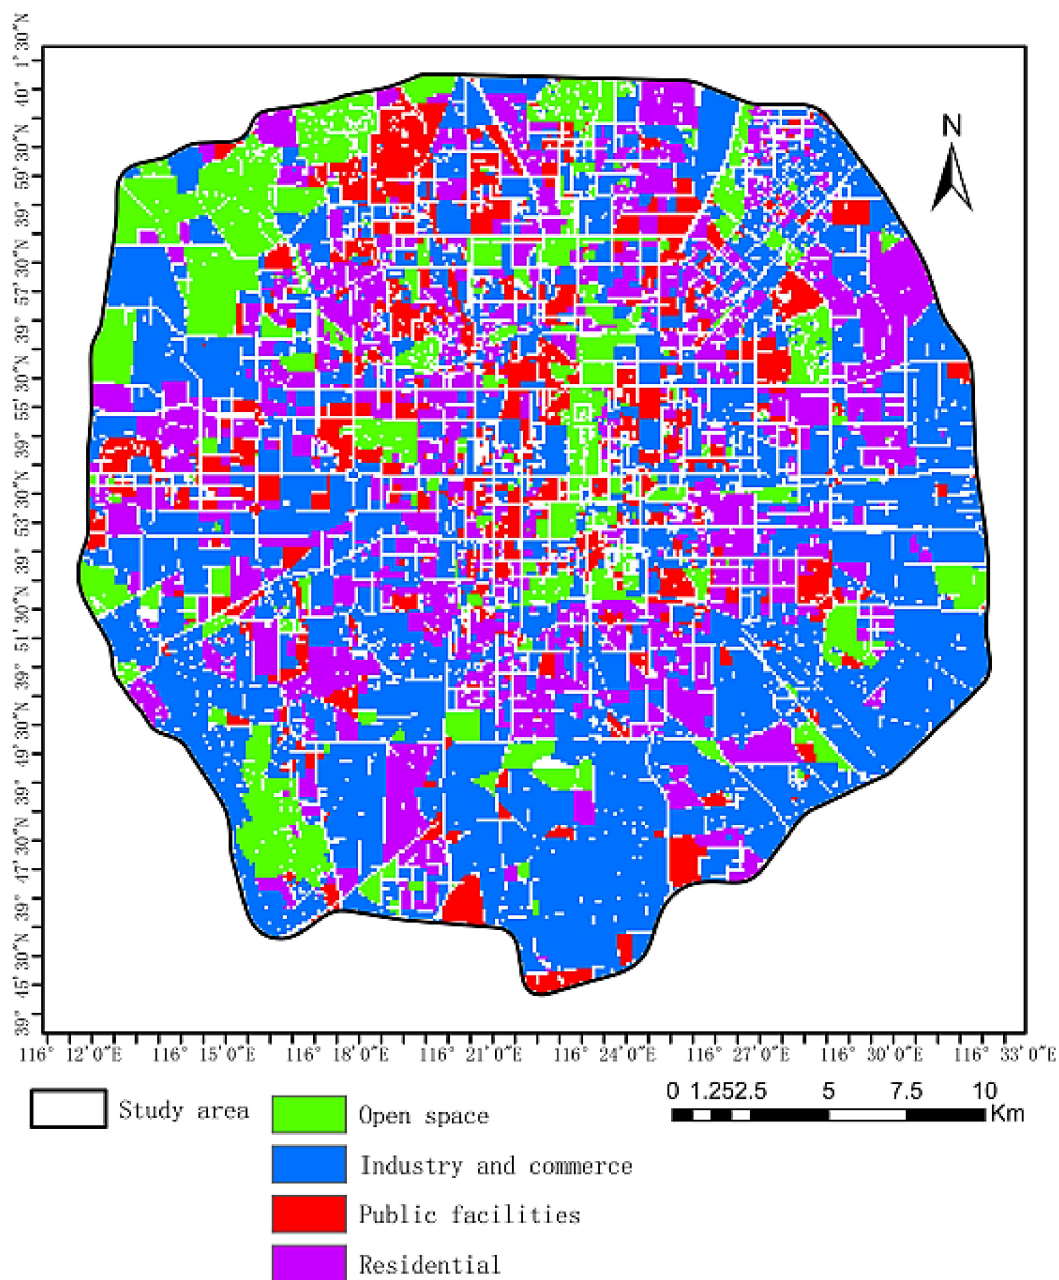 40° 1′30″N
39° 59′30″N
39° 57′30″N
39° 55′30″N
39° 53′30″N
39° 51′30″N
39° 49′30″N
39° 47′30″N
39° 45′30″N
N
116° 12′0″E 116° 15′0″E 116° 18′0″E 116° 21′0″E 116° 24′0″E 116° 27′0″E 116° 30′0″E 116° 33′0″E
Study area
Open space
Industry and commerce
Public facilities
Residential
0 1.252.5 5 7.5 10
Km